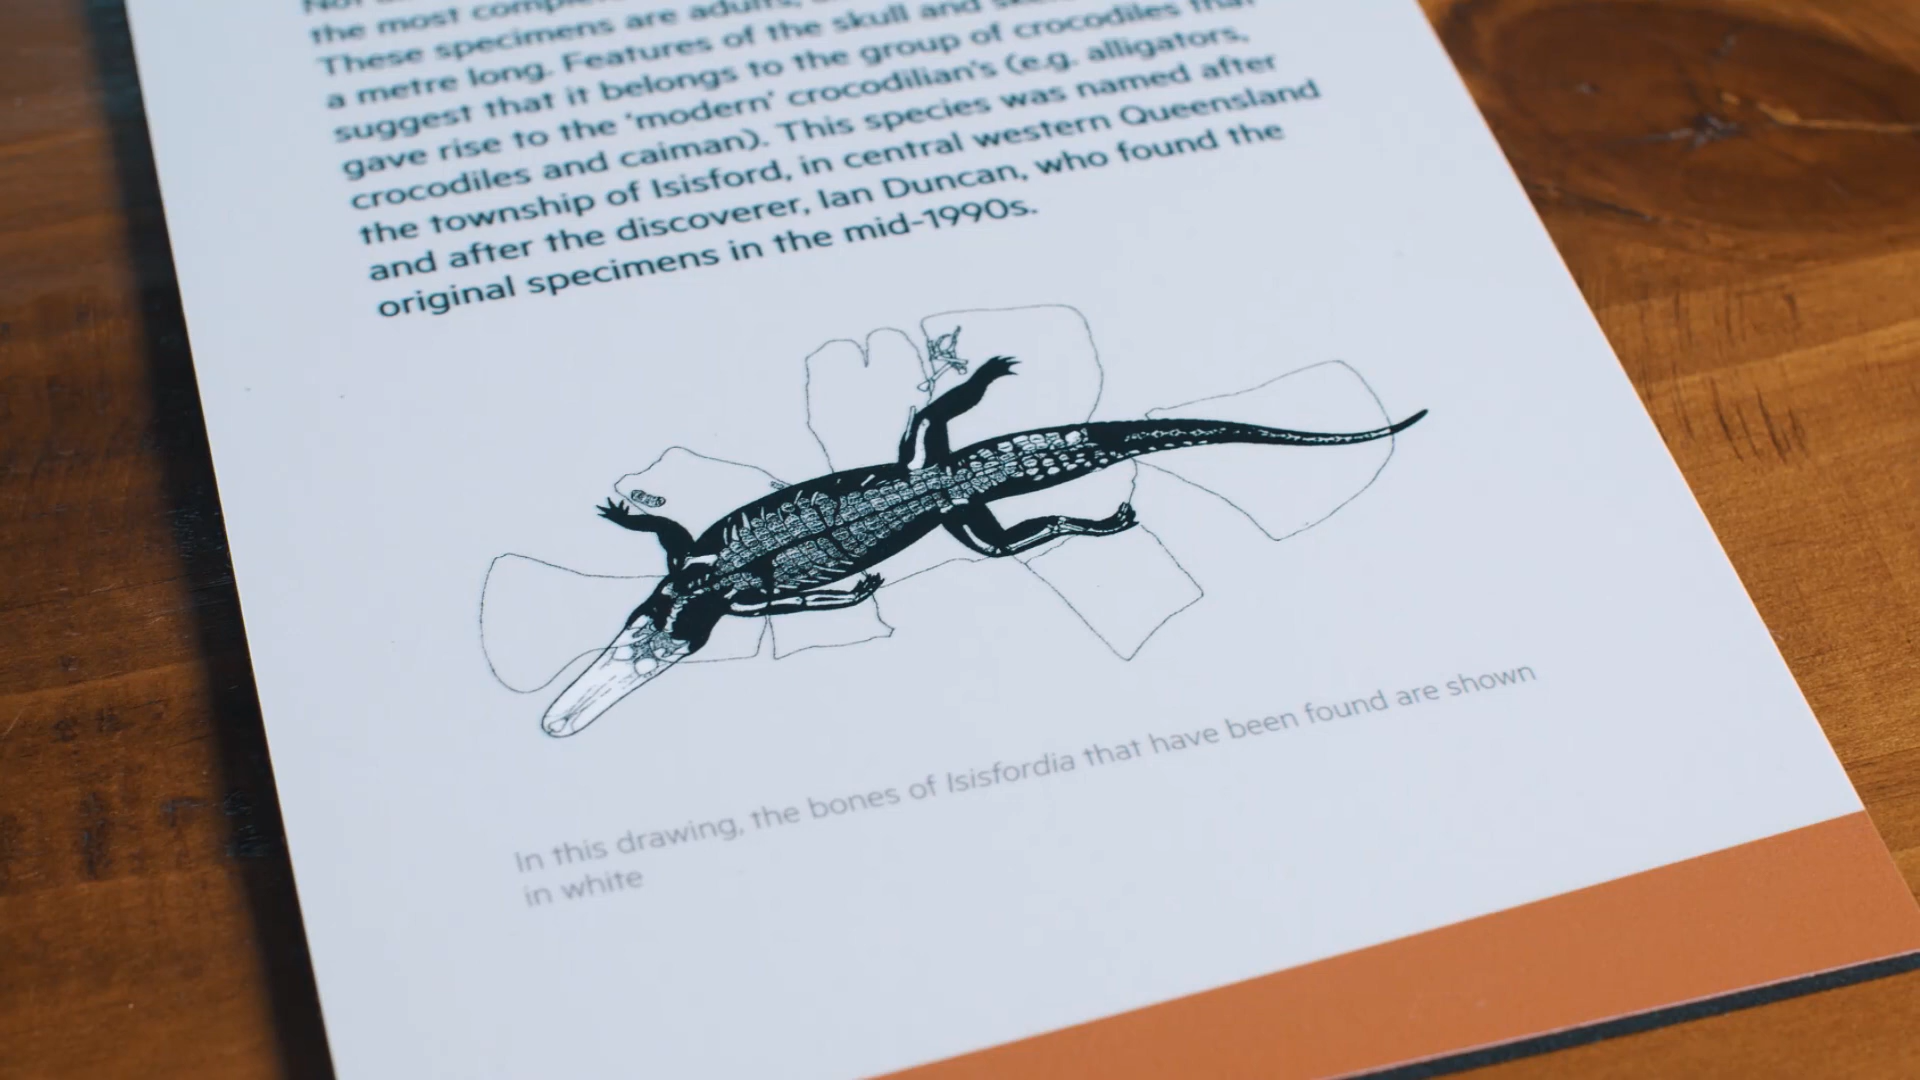 the most comple
These specimens are adults,
a metre long. Features of the skull and
suggest that it belongs to the group of crocodiles that
gave rise to the 'modern' crocodilian's (e.g. alligators,
crocodiles and caiman). This species was named after
the township of Isisford, in central western Queensland
and after the discoverer, Ian Duncan, who found the
original specimens in the mid-1990s.
In this drawing, the bones of Isisfordia that have been found are shown
in white